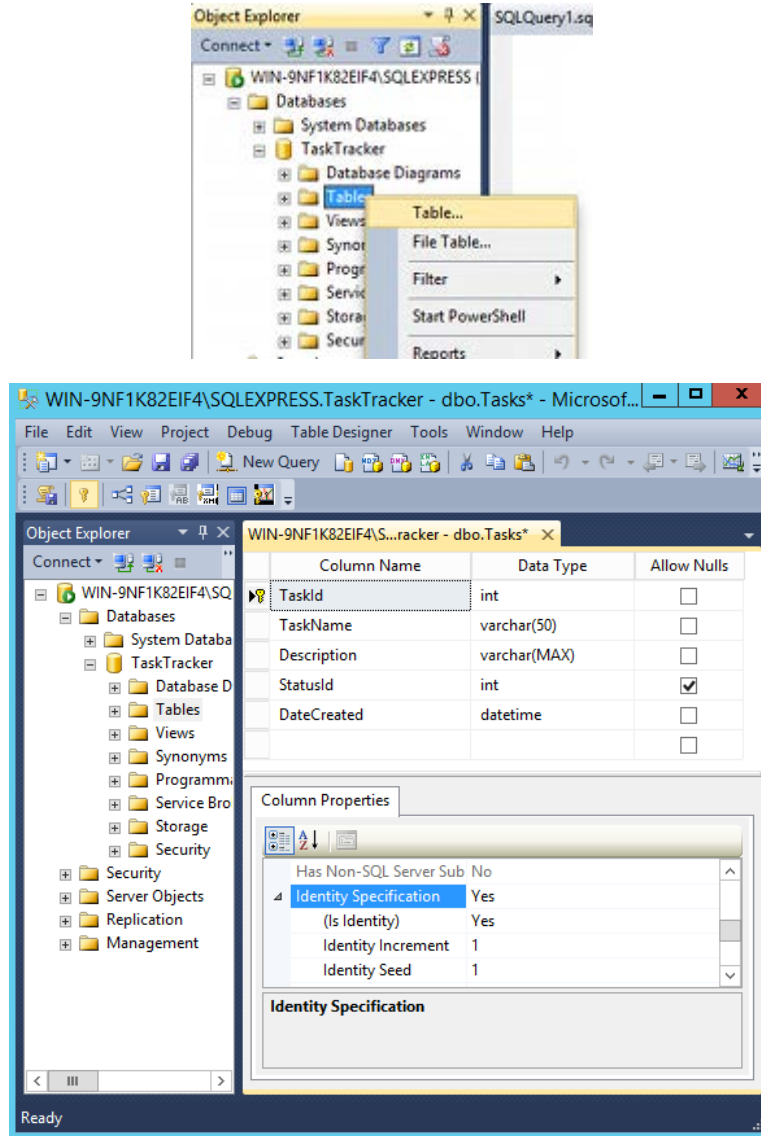 Object Explorer SQLQuery1.sq
Connect
WIN-9NF1K82EIF4\SQLEXPRESS (
Databases
System Databases
TaskTracker
Database Diagrams
Table
Views
Synor
Progr
Servic
Stora
Secur
Table...
File Table...
Filter
Start PowerShell
Reports
WIN-9NF1K82EIF4\SQLEXPRESS.TaskTracker - dbo.Tasks* - Microsof...
File Edit View Project Debug Table Designer Tools Window Help
New Query
Object Explorer
Connect
WIN-9NF1K82EIF4\SQ
Databases
System Databa
TaskTracker
Database D
Tables
Views
Synonyms
Programma
Service Bro
Storage
Security
Security
Server Objects
Replication
Management
WIN-9NF1K82EIF4\S...racker - dbo.Tasks*
Column Name Data Type Allow Nulls
TaskId int
TaskName varchar(50)
Description varchar(MAX)
StatusId int
DateCreated datetime
Column Properties
Has Non-SQL Server Sub No
Identity Specification Yes
(Is Identity) Yes
Identity Increment 1
Identity Seed 1
Identity Specification
Ready